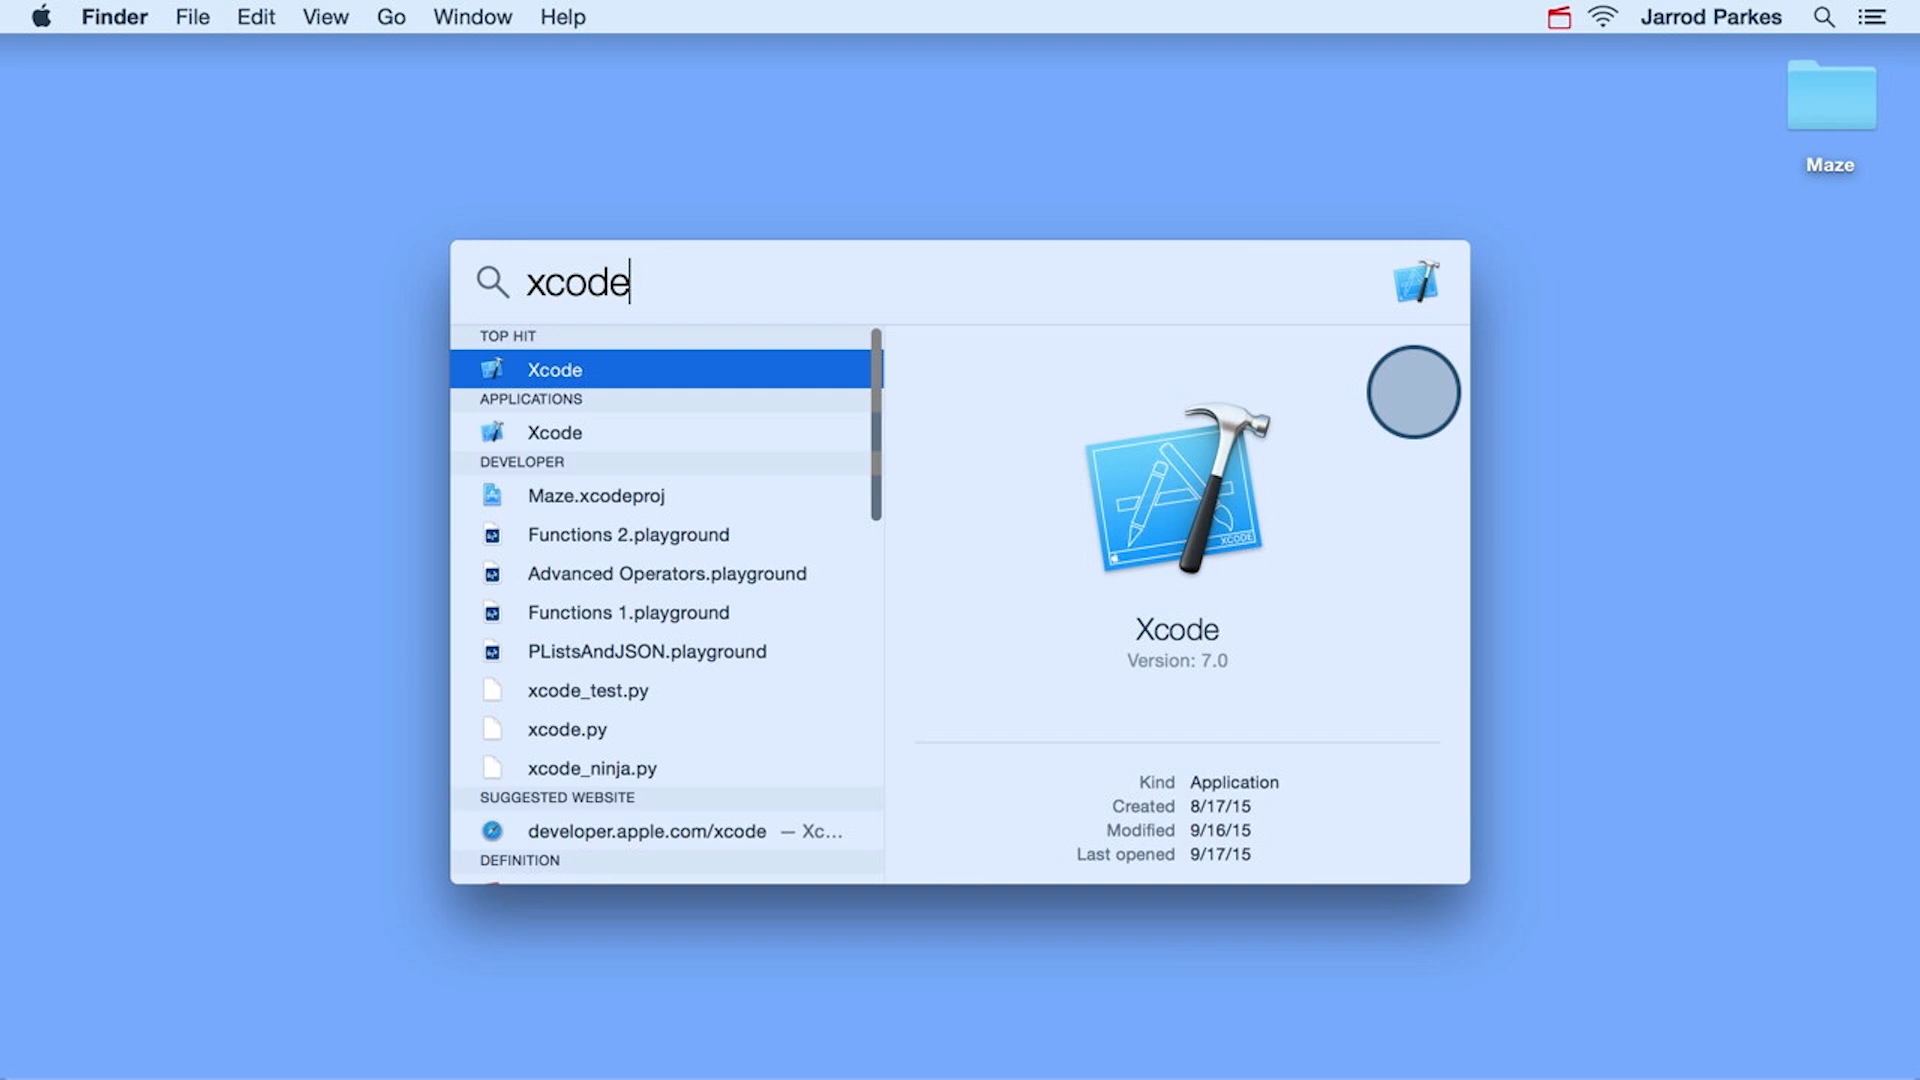 Finder File Edit View Go Window Help Jarrod Parkes
Maze
xcode
TOP HIT
Xcode
APPLICATIONS
Xcode
DEVELOPER
Maze.xcodeproj
Functions 2.playground
Advanced Operators.playground
Functions 1.playground
PListsAndJSON.playground
xcode_test.py
xcode.py
xcode_ninja.py
SUGGESTED WEBSITE
developer.apple.com/xcode — Xc...
DEFINITION
XCODE
Xcode
Version: 7.0
Kind Application
Created 8/17/15
Modified 9/16/15
Last opened 9/17/15